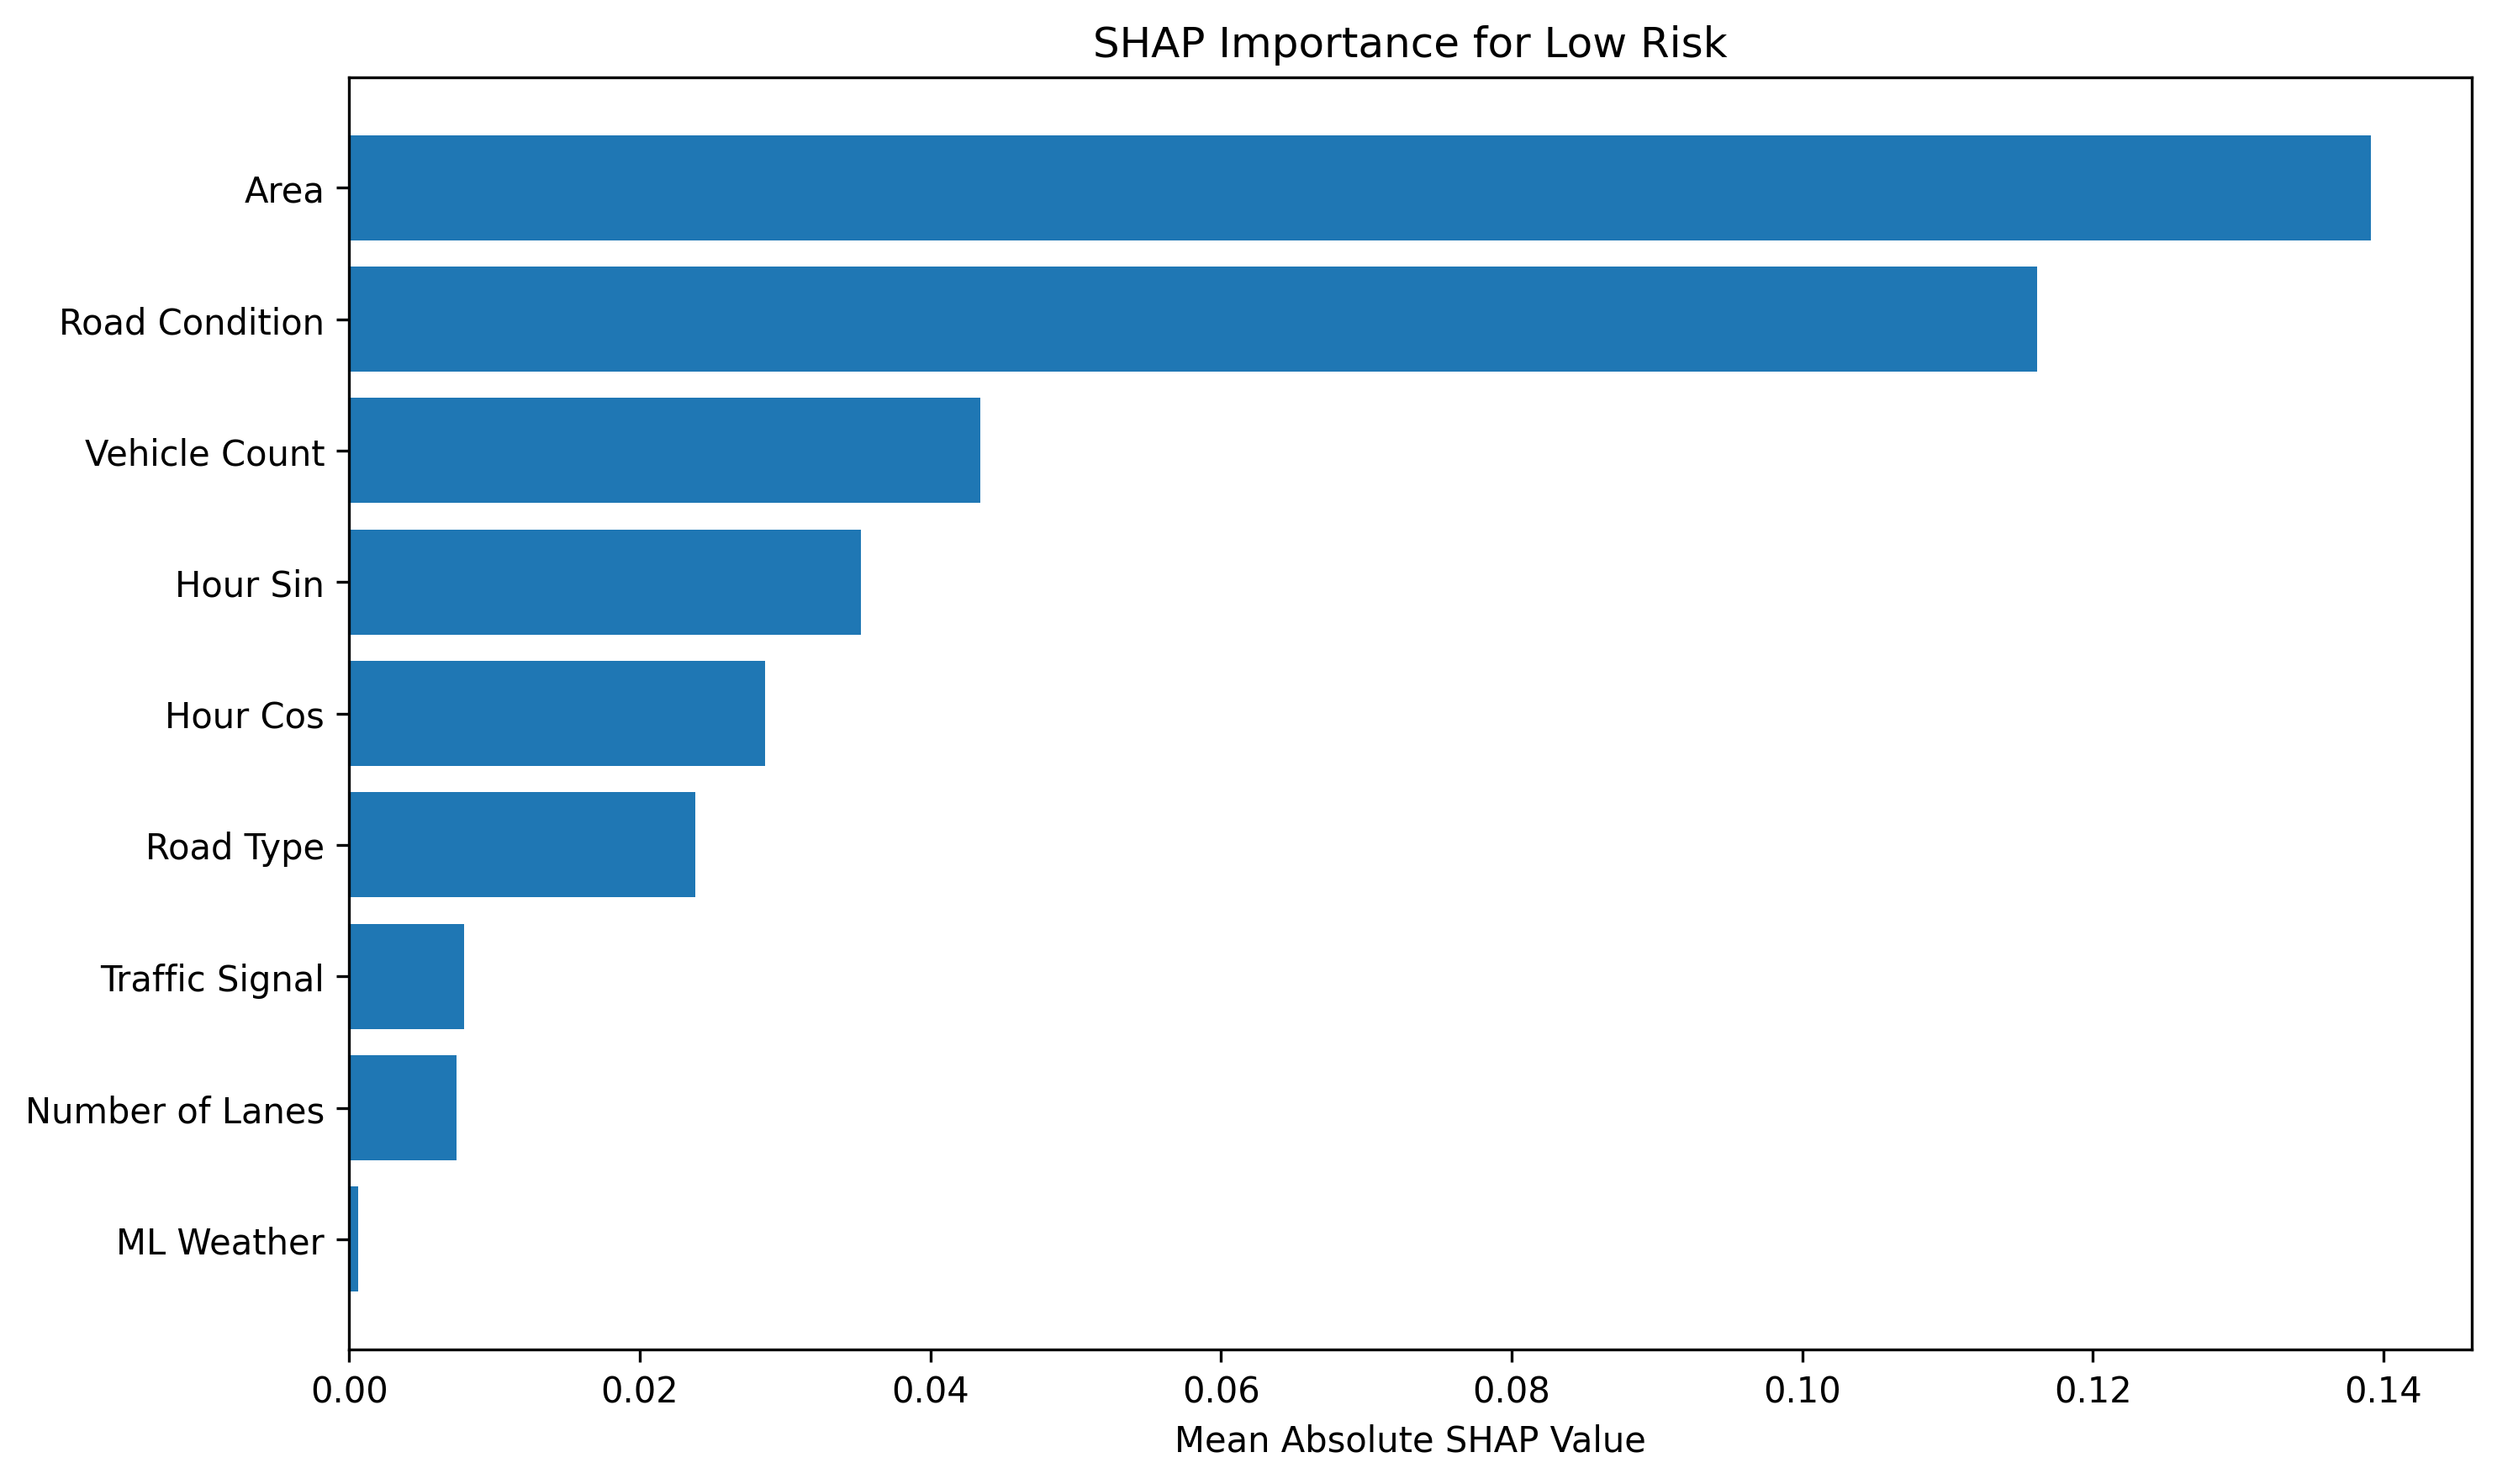 SHAP Importance for Low Risk
Area
Road Condition
Vehicle Count
Hour Sin
Hour Cos
Road Type
Traffic Signal
Number of Lanes
ML Weather
0.00 0.02 0.04 0.06 0.08 0.10 0.12 0.14
Mean Absolute SHAP Value